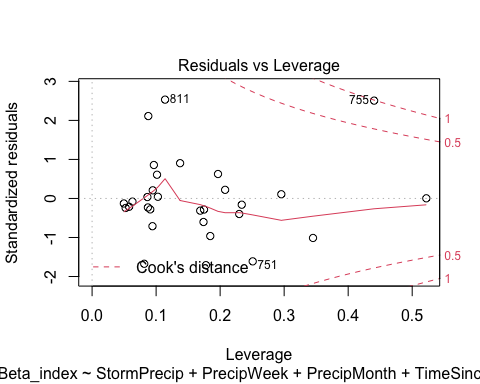 Residuals vs Leverage
Standardized residuals
3
2
1
0
-1
-2
811
755
751
1
0.5
0.5
1
Cook's distance
0.0 0.1 0.2 0.3 0.4 0.5
Leverage
Beta_index ~ StormPrecip + PrecipWeek + PrecipMonth + TimeSinc